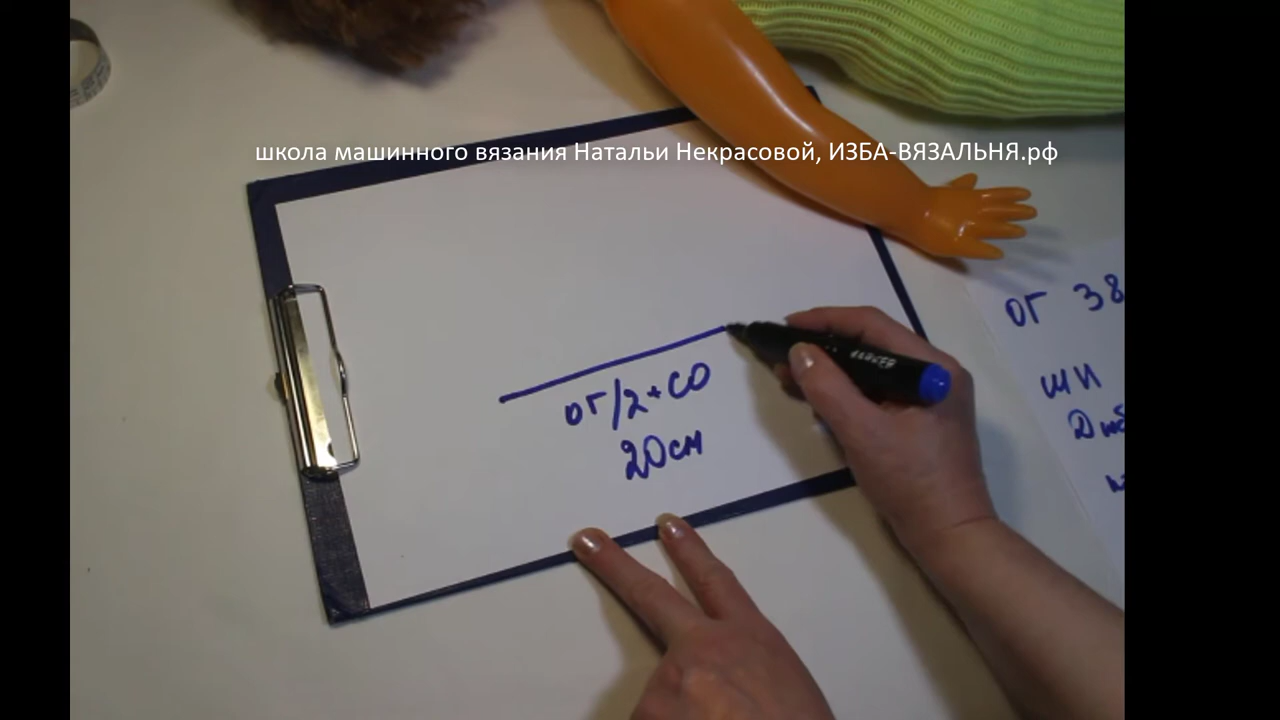 школа машинного вязания Натальи Некрасовой, ИЗБА-ВЯЗАЛЬНЯ.рф
ОГ/2+СО
20см
ОГ 38
ШИ